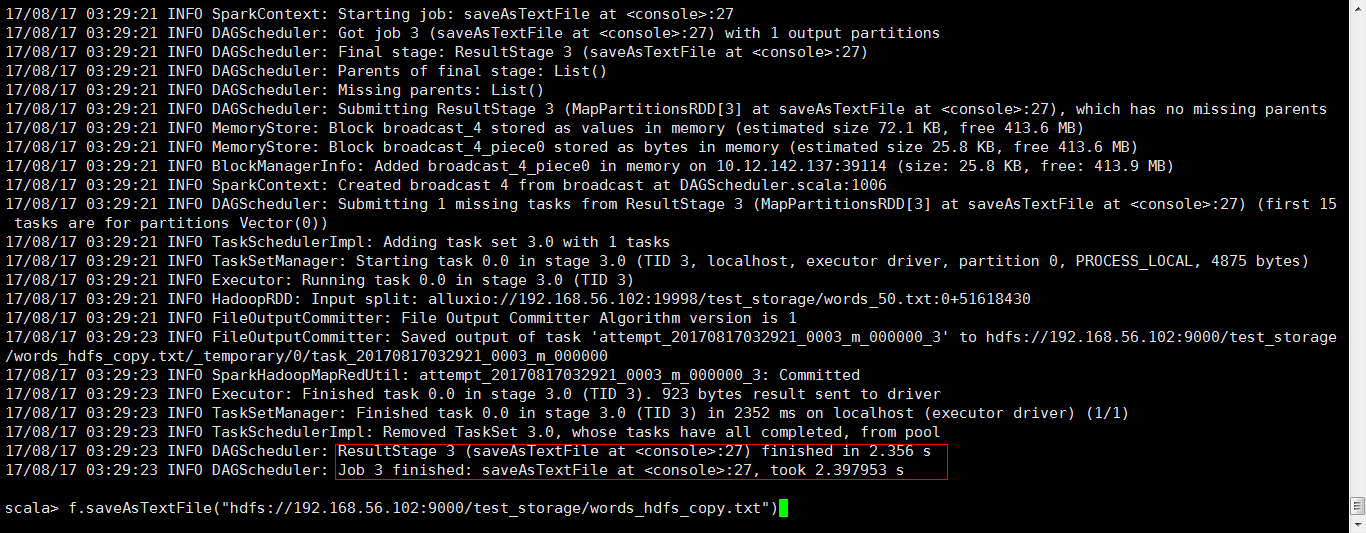 17/08/17 03:29:21 INFO SparkContext: Starting job: saveAsTextFile at <console>:27
17/08/17 03:29:21 INFO DAGScheduler: Got job 3 (saveAsTextFile at <console>:27) with 1 output partitions
17/08/17 03:29:21 INFO DAGScheduler: Final stage: ResultStage 3 (saveAsTextFile at <console>:27)
17/08/17 03:29:21 INFO DAGScheduler: Parents of final stage: List()
17/08/17 03:29:21 INFO DAGScheduler: Missing parents: List()
17/08/17 03:29:21 INFO DAGScheduler: Submitting ResultStage 3 (MapPartitionsRDD[3] at saveAsTextFile at <console>:27), which has no missing parents
17/08/17 03:29:21 INFO MemoryStore: Block broadcast_4 stored as values in memory (estimated size 72.1 KB, free 413.6 MB)
17/08/17 03:29:21 INFO MemoryStore: Block broadcast_4_piece0 stored as bytes in memory (estimated size 25.8 KB, free 413.6 MB)
17/08/17 03:29:21 INFO BlockManagerInfo: Added broadcast_4_piece0 in memory on 10.12.142.137:39114 (size: 25.8 KB, free: 413.9 MB)
17/08/17 03:29:21 INFO SparkContext: Created broadcast 4 from broadcast at DAGScheduler.scala:1006
17/08/17 03:29:21 INFO DAGScheduler: Submitting 1 missing tasks from ResultStage 3 (MapPartitionsRDD[3] at saveAsTextFile at <console>:27) (first 15
 tasks are for partitions Vector(0))
17/08/17 03:29:21 INFO TaskSchedulerImpl: Adding task set 3.0 with 1 tasks
17/08/17 03:29:21 INFO TaskSetManager: Starting task 0.0 in stage 3.0 (TID 3, localhost, executor driver, partition 0, PROCESS_LOCAL, 4875 bytes)
17/08/17 03:29:21 INFO Executor: Running task 0.0 in stage 3.0 (TID 3)
17/08/17 03:29:21 INFO HadoopRDD: Input split: alluxio://192.168.56.102:19998/test_storage/words_50.txt:0+51618430
17/08/17 03:29:21 INFO FileOutputCommitter: File Output Committer Algorithm version is 1
17/08/17 03:29:23 INFO FileOutputCommitter: Saved output of task 'attempt_20170817032921_0003_m_000000_3' to hdfs://192.168.56.102:9000/test_storage
/words_hdfs_copy.txt/_temporary/0/task_20170817032921_0003_m_000000
17/08/17 03:29:23 INFO SparkHadoopMapRedUtil: attempt_20170817032921_0003_m_000000_3: Committed
17/08/17 03:29:23 INFO Executor: Finished task 0.0 in stage 3.0 (TID 3). 923 bytes result sent to driver
17/08/17 03:29:23 INFO TaskSetManager: Finished task 0.0 in stage 3.0 (TID 3) in 2352 ms on localhost (executor driver) (1/1)
17/08/17 03:29:23 INFO TaskSchedulerImpl: Removed TaskSet 3.0, whose tasks have all completed, from pool
17/08/17 03:29:23 INFO DAGScheduler: ResultStage 3 (saveAsTextFile at <console>:27) finished in 2.356 s
17/08/17 03:29:23 INFO DAGScheduler: Job 3 finished: saveAsTextFile at <console>:27, took 2.397953 s
scala> f.saveAsTextFile("hdfs://192.168.56.102:9000/test_storage/words_hdfs_copy.txt")